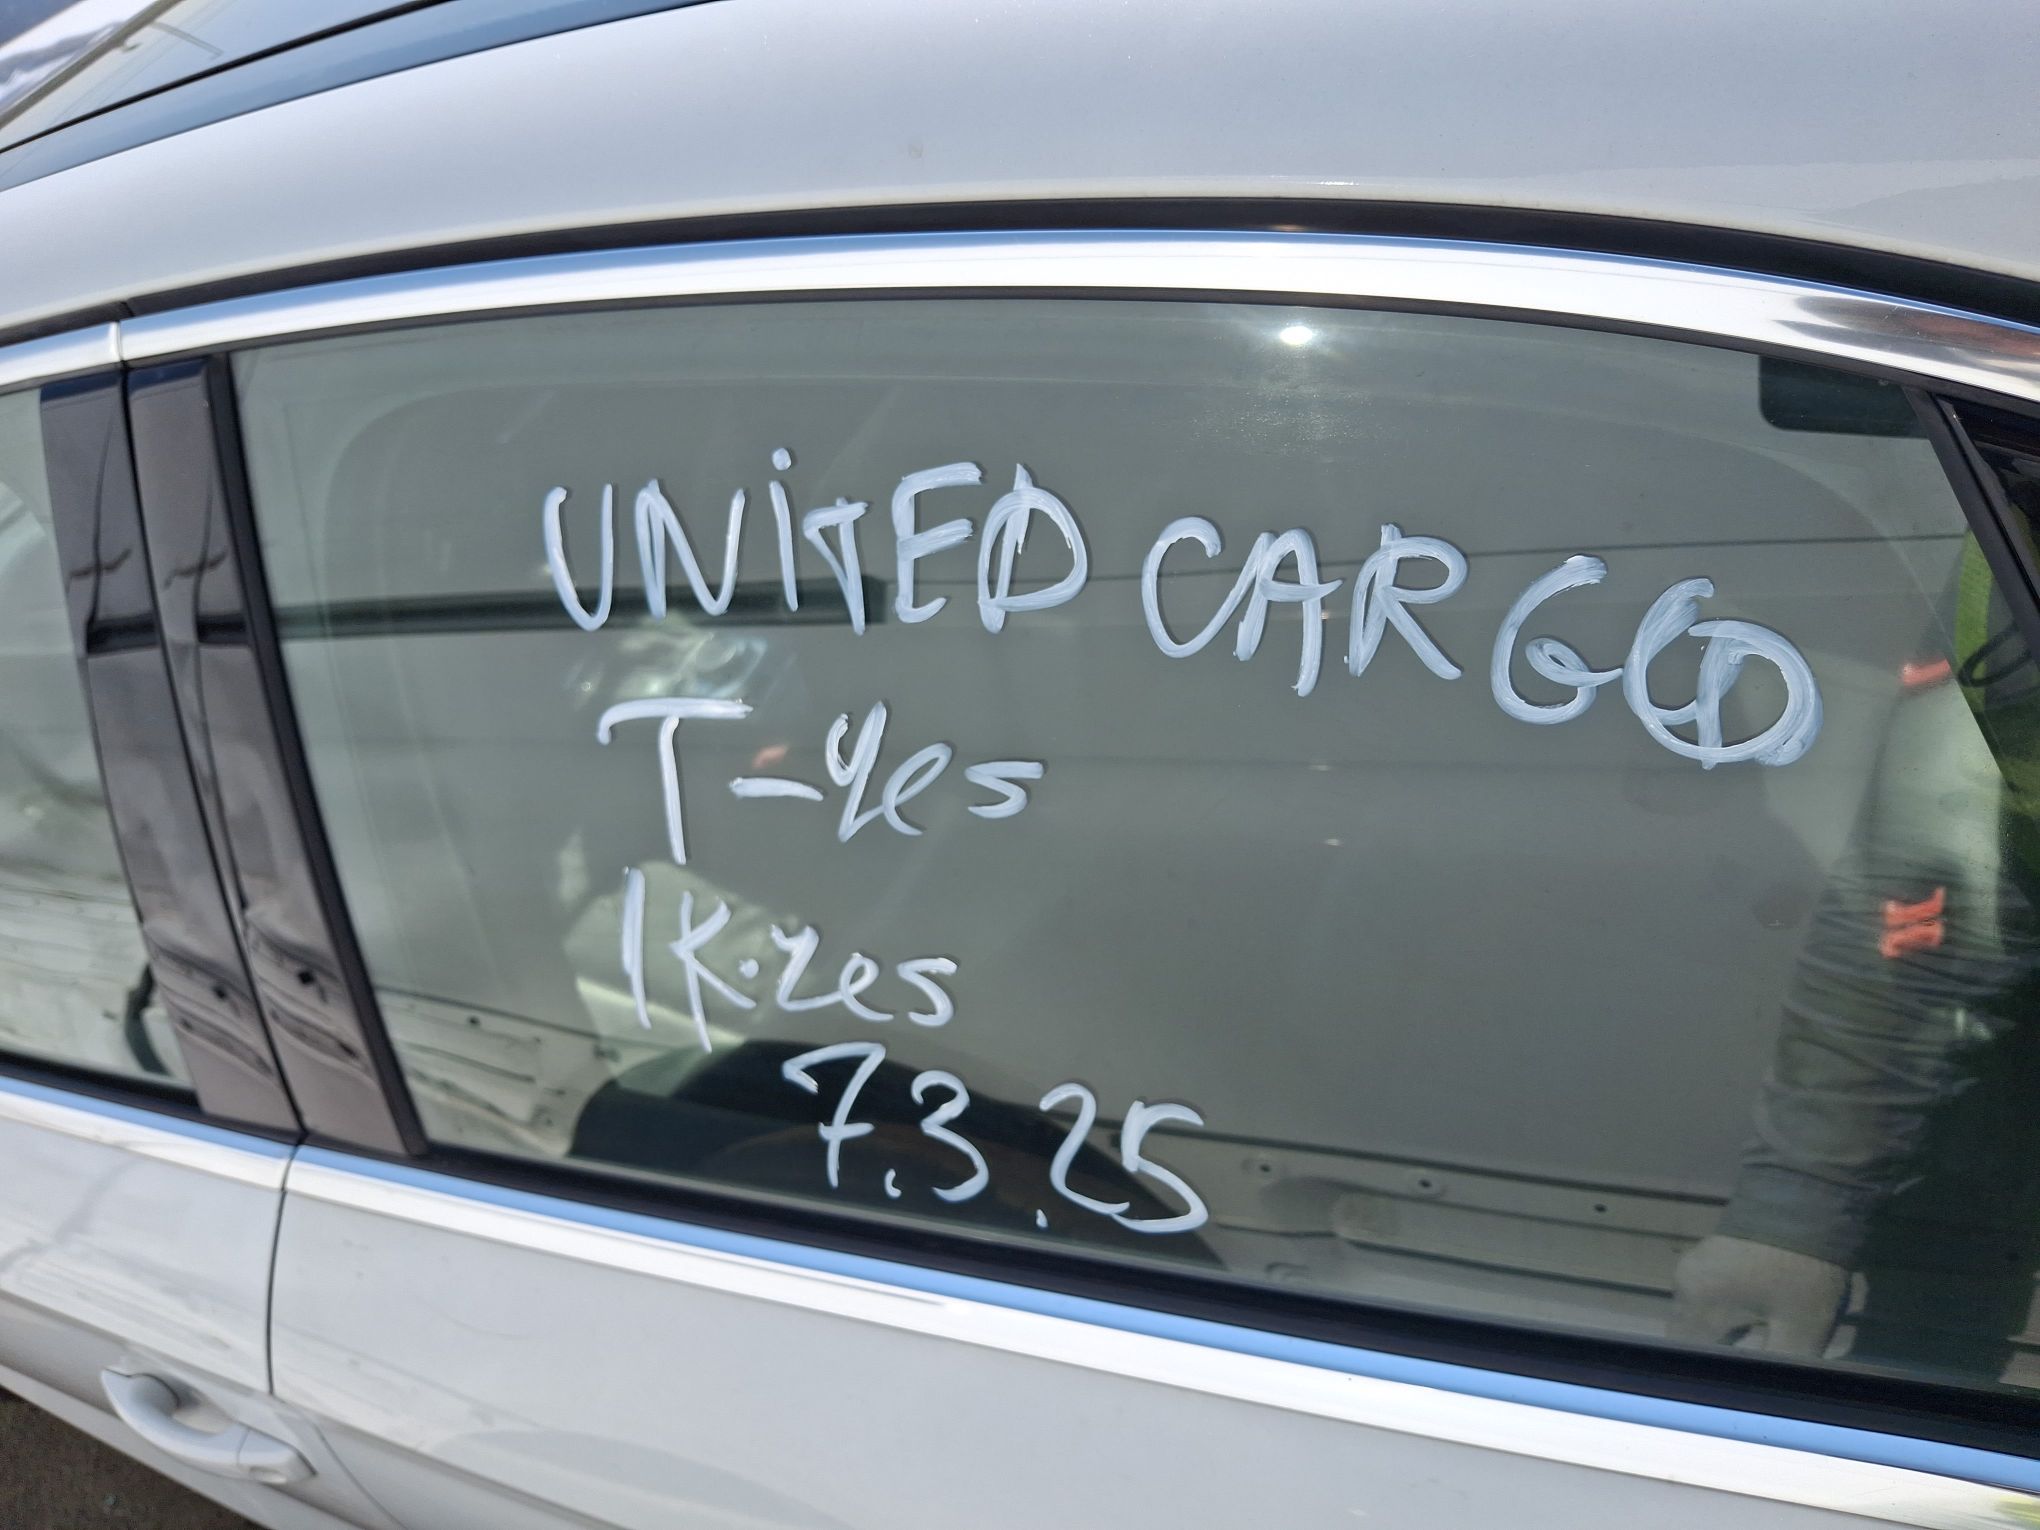 UNiTED CARGO
T-Yes
1K.Yes
7.3.25